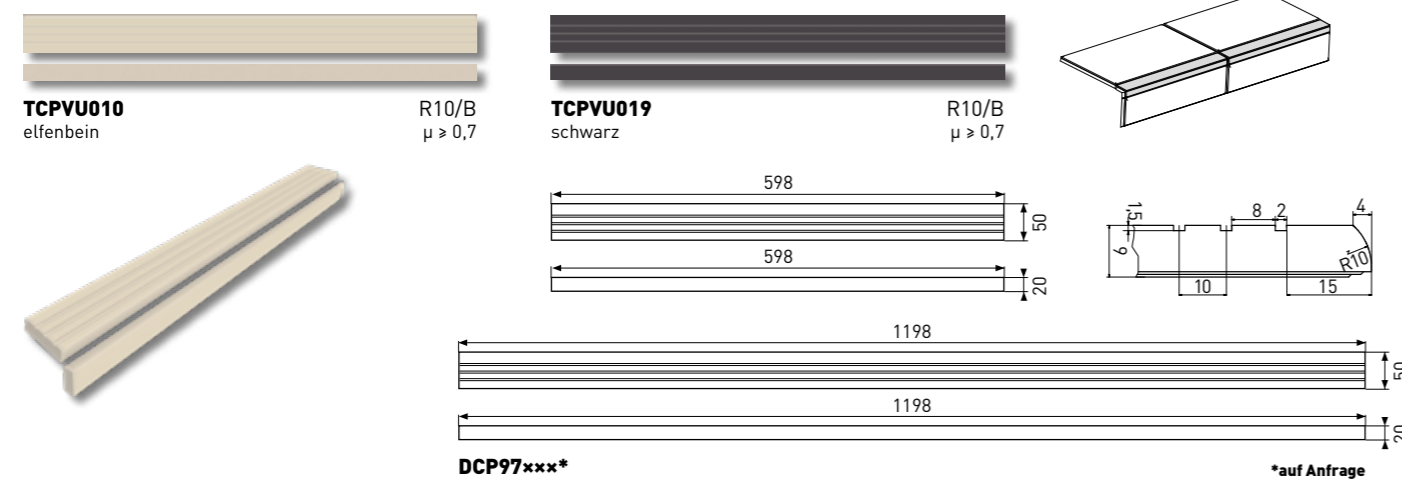 TCPVU010 R10/B
elfenbein μ ≥ 0,7
TCPVU019 R10/B
schwarz μ ≥ 0,7
598
50
598
20
1,5
8 2
4
9
R10
10
15
1198
50
1198
20
DCP97×××*
*auf Anfrage